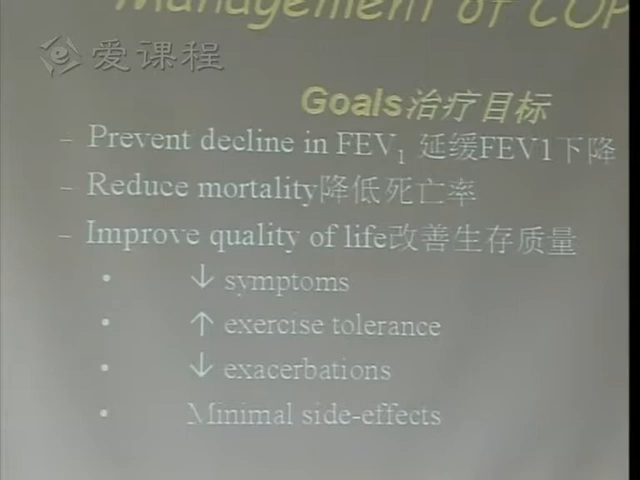 Management of COP
爱课程
Goals治疗目标
– Prevent decline in FEV₁ 延缓FEV1下降
– Reduce mortality降低死亡率
– Improve quality of life改善生存质量
• ↓ symptoms
• ↑ exercise tolerance
• ↓ exacerbations
• Minimal side-effects